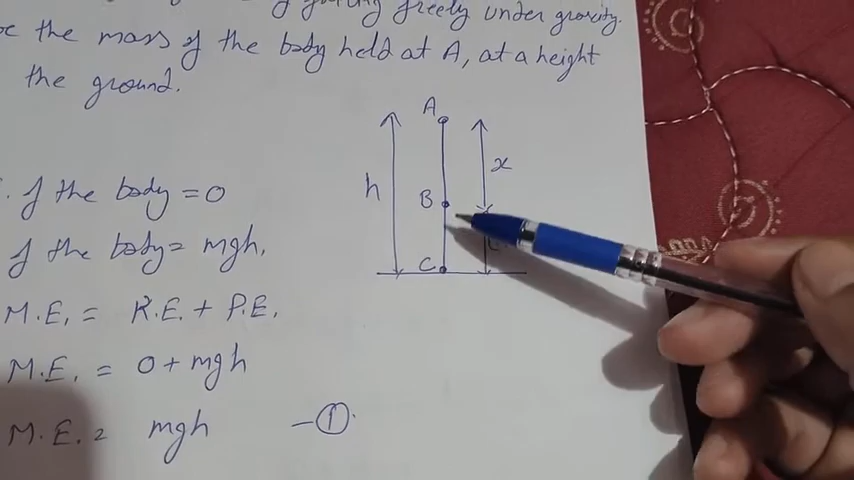 freely under gravity.
the mass of the body held at A, at a height
the ground.
A
x
h
B
C
of the body = 0
of the body = mgh.
M.E. = K.E. + P.E.
M.E. = 0 + mgh
M.E. = mgh - ①